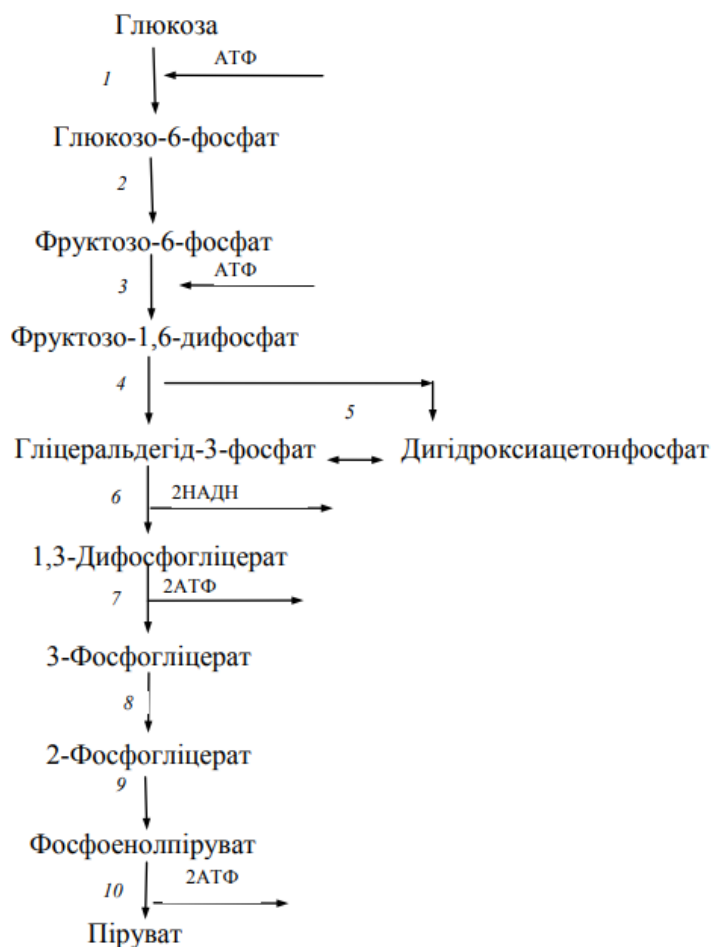 Глюкоза
1 АТФ
Глюкозо-6-фосфат
2
Фруктозо-6-фосфат
3 АТФ
Фруктозо-1,6-дифосфат
4
5
Гліцеральдегід-3-фосфат Дигідроксиацетонфосфат
6 2НАДН
1,3-Дифосфогліцерат
7 2АТФ
3-Фосфогліцерат
8
2-Фосфогліцерат
9
Фосфоенолпіруват
10 2АТФ
Піруват